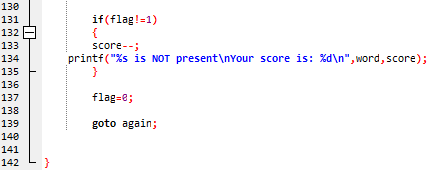 130
131 if(flag!=1)
132 {
133 score--;
134 printf("%s is NOT present\nYour score is: %d\n",word,score);
135 }
136
137 flag=0;
138
139 goto again;
140
141
142 }